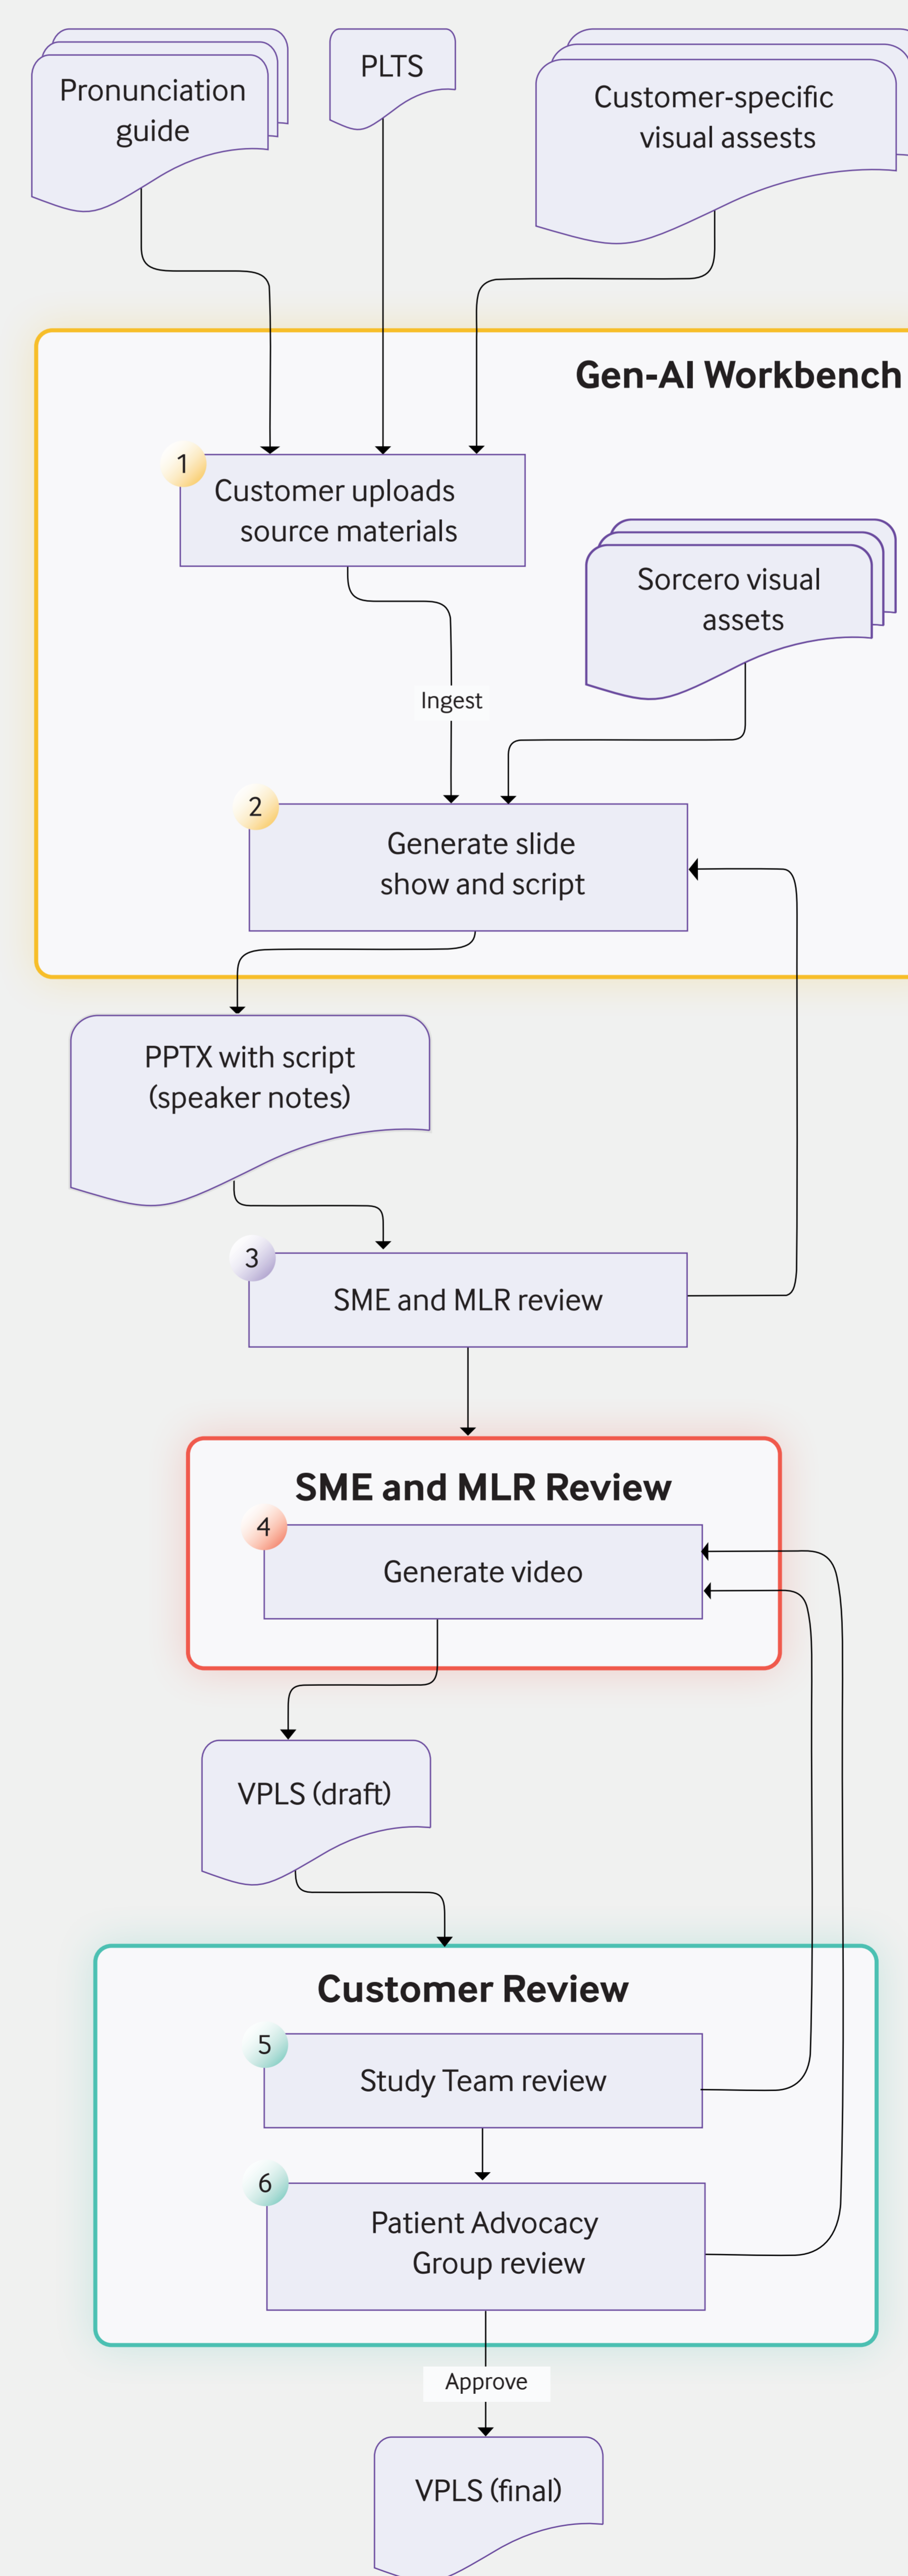 Pronunciation
guide
PLTS
Customer-specific
visual assests
Gen-AI Workbench
1
Customer uploads
source materials
Sorcero visual
assets
Ingest
2
Generate slide
show and script
PPTX with script
(speaker notes)
3
SME and MLR review
SME and MLR Review
4
Generate video
VPLS (draft)
Customer Review
5
Study Team review
6
Patient Advocacy
Group review
Approve
VPLS (final)